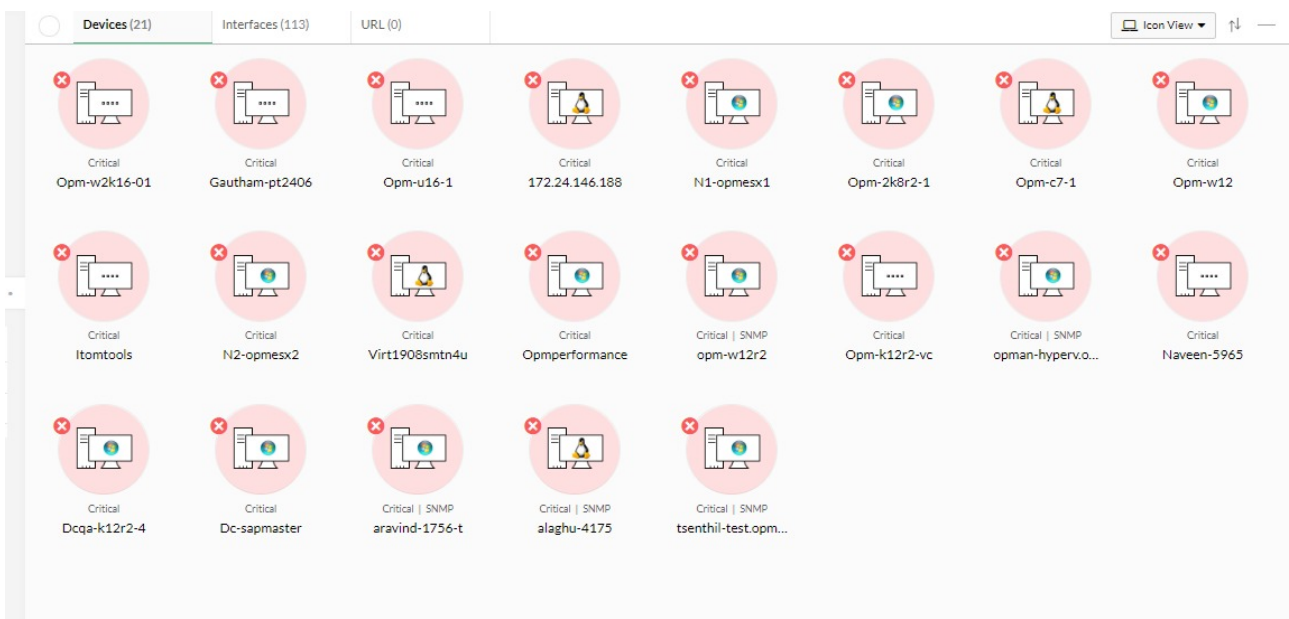 Devices (21) Interfaces (113) URL (0) Icon View
Critical Critical Critical Critical Critical Critical Critical Critical
Opm-w2k16-01 Gautham-pt2406 Opm-u16-1 172.24.146.188 N1-opmesx1 Opm-2k8r2-1 Opm-c7-1 Opm-w12
Critical Critical Critical Critical Critical | SNMP Critical Critical | SNMP Critical
Itomtools N2-opmesx2 Virt1908smtn4u Opmperformance opm-w12r2 Opm-k12r2-vc opman-hyperv.o... Naveen-5965
Critical Critical Critical | SNMP Critical | SNMP Critical | SNMP
Dcqa-k12r2-4 Dc-sapmaster aravind-1756-t alaghu-4175 tsenthil-test.opm...